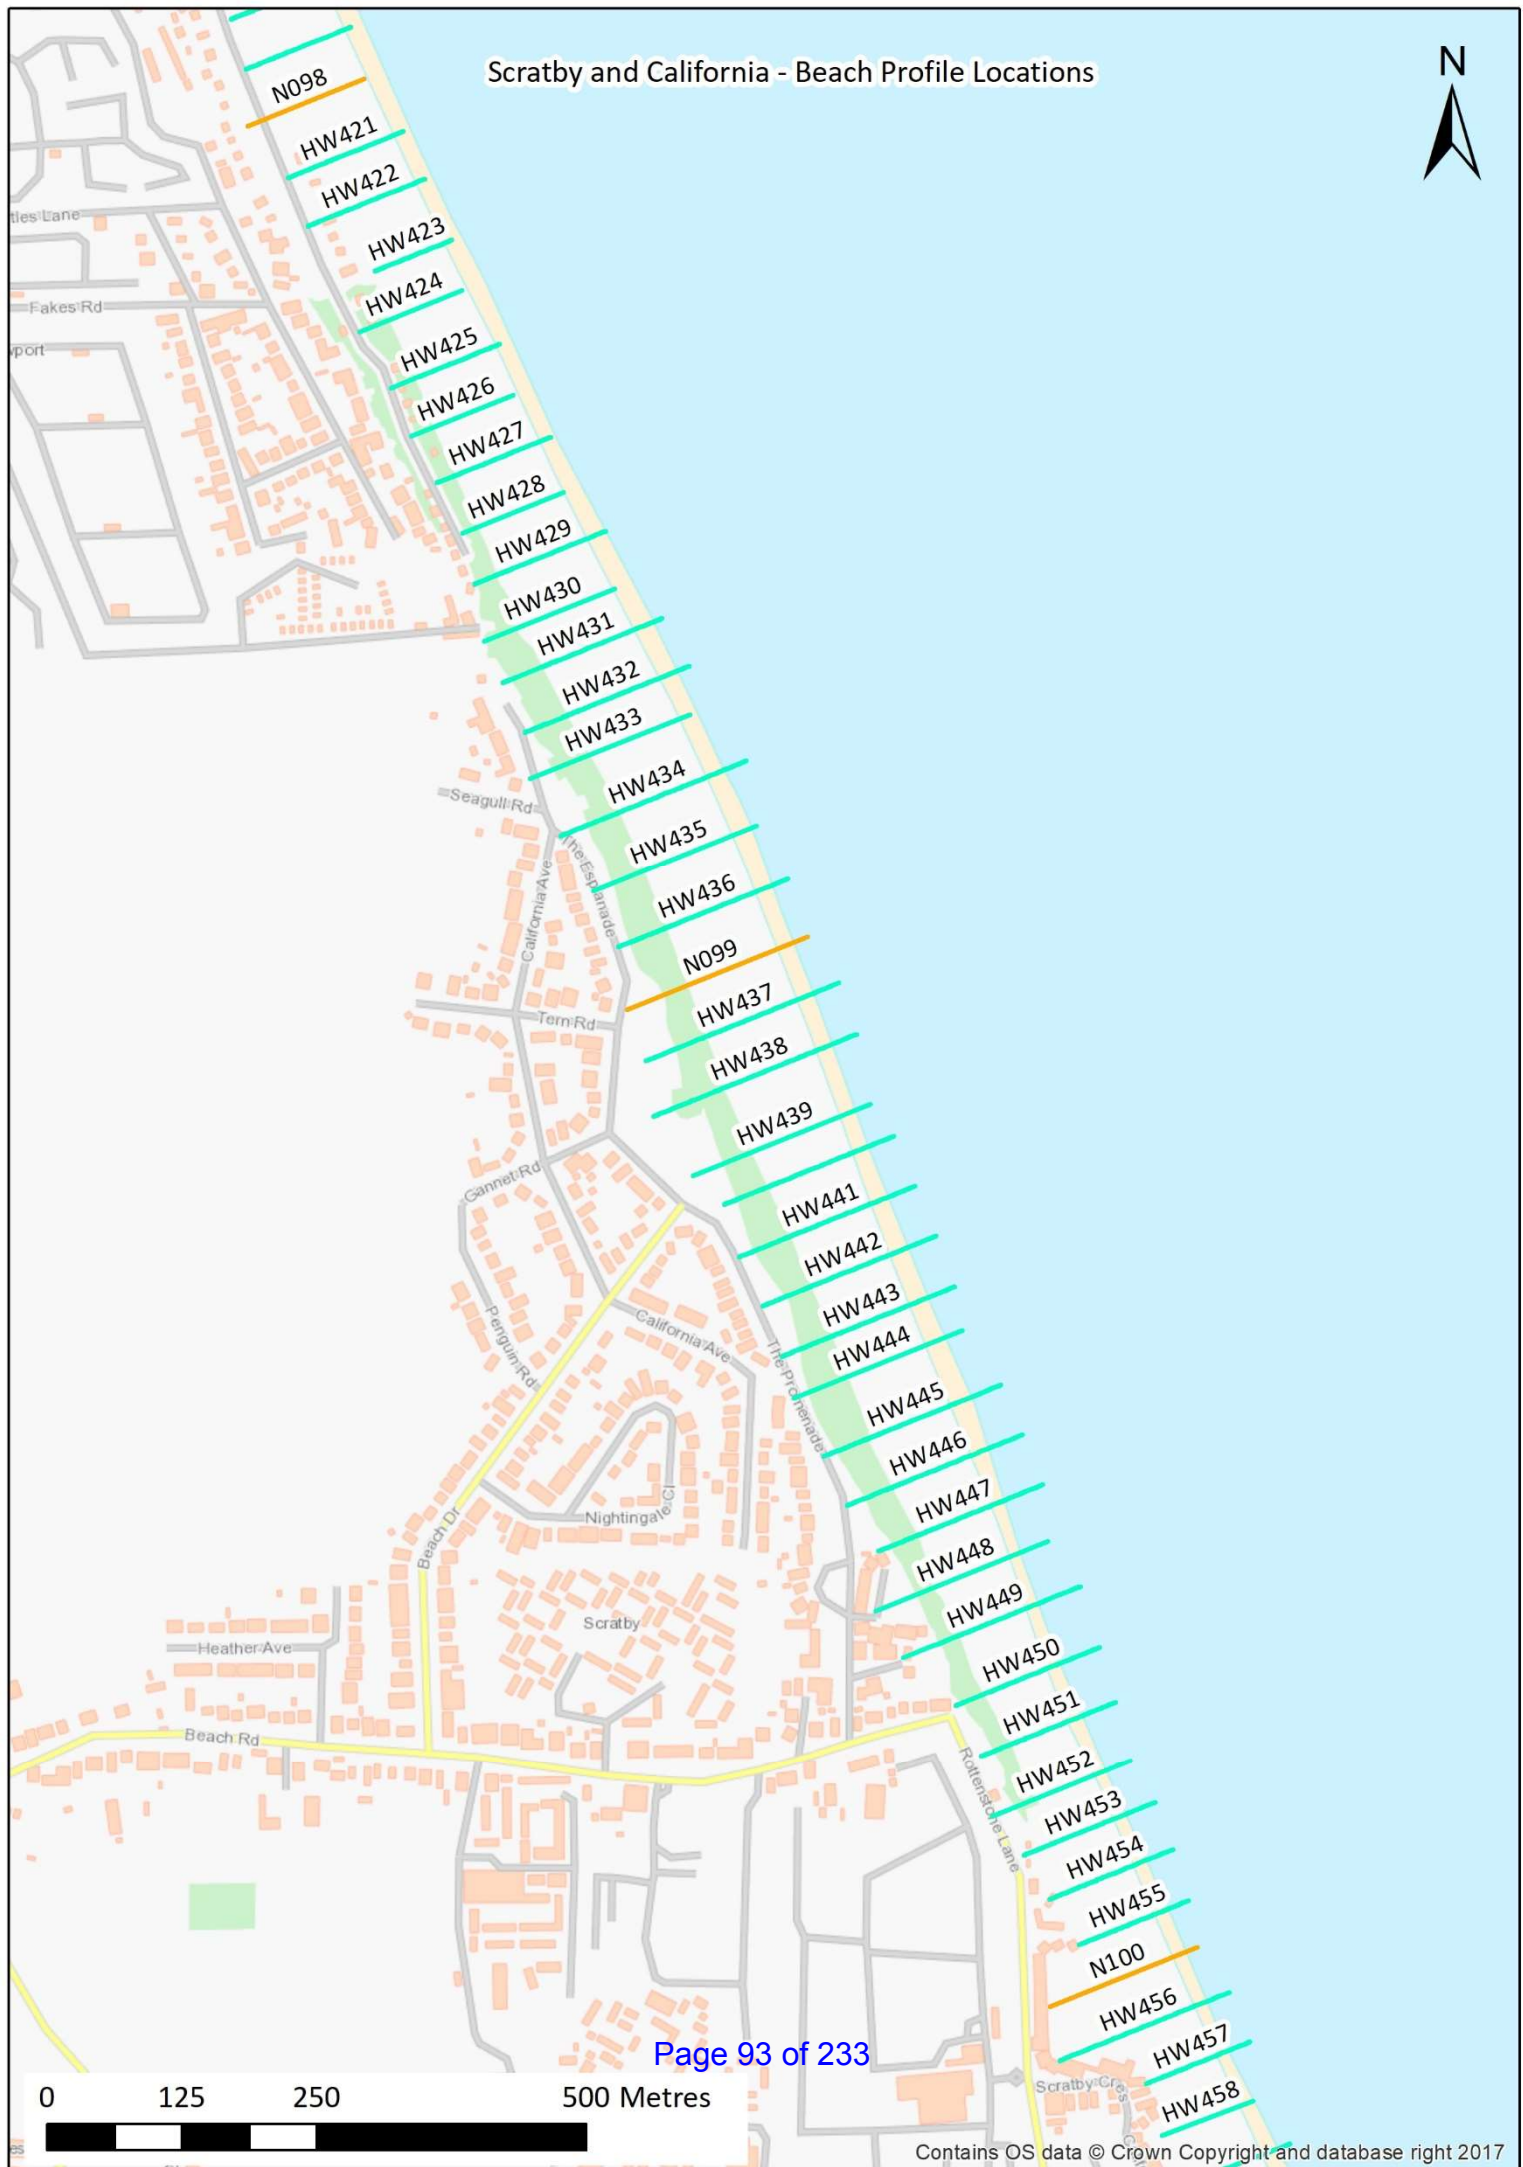 Scratby and California - Beach Profile Locations
N
N098
HW421
HW422
tles Lane
HW423
HW424
Fakes Rd
HW425
port
HW426
HW427
HW428
HW429
HW430
HW431
HW432
HW433
HW434
Seagull Rd
HW435
The Esplanade
California Ave
HW436
N099
HW437
Tern Rd
HW438
HW439
Gannet Rd
HW441
HW442
HW443
California Ave
HW444
Penguin Rd
The Promenade
HW445
HW446
HW447
Nightingale Cl
Beach Dr
HW448
HW449
Scratby
Heather Ave
HW450
HW451
Beach Rd
HW452
Rottenstone Lane
HW453
HW454
HW455
N100
HW456
HW457
Page 93 of 233
Scratby Cres
HW458
0 125 250 500 Metres
Contains OS data © Crown Copyright and database right 2017